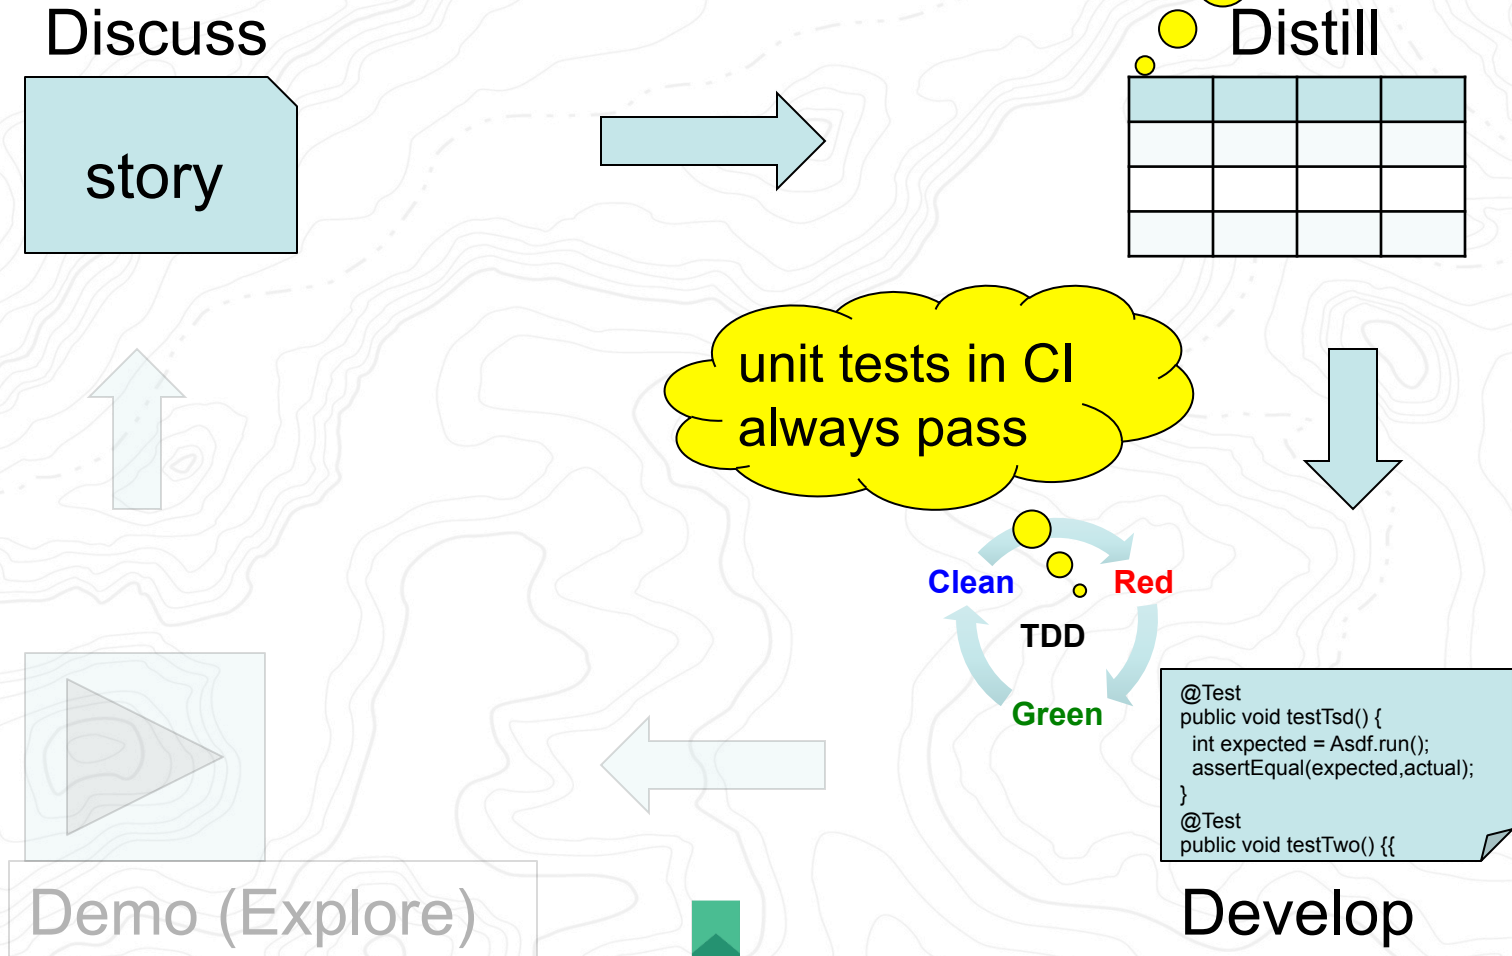 Discuss
Distill
story
unit tests in CI
always pass
Clean
Red
TDD
Green
@Test
public void testTsd() {
int expected = Asdf.run();
assertEqual(expected,actual);
}
@Test
public void testTwo() {{
Demo (Explore)
Develop